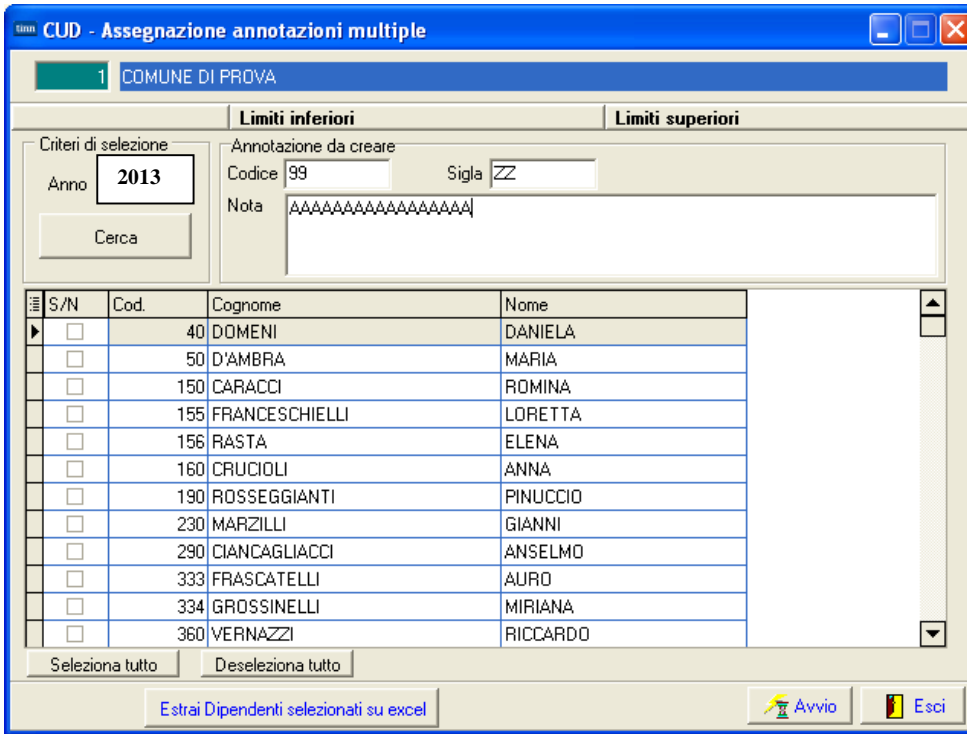 tinn CUD - Assegnazione annotazioni multiple
1 COMUNE DI PROVA
Limiti inferiori Limiti superiori
Criteri di selezione Annotazione da creare
Anno 2013 Codice 99 Sigla ZZ
Nota AAAAAAAAAAAAAAAAA
Cerca
S/N Cod. Cognome Nome
40 DOMENI DANIELA
50 D'AMBRA MARIA
150 CARACCI ROMINA
155 FRANCESCHIELLI LORETTA
156 RASTA ELENA
160 CRUCIOLI ANNA
190 ROSSEGGIANTI PINUCCIO
230 MARZILLI GIANNI
290 CIANCAGLIACCI ANSELMO
333 FRASCATELLI AURO
334 GROSSINELLI MIRIANA
360 VERNAZZI RICCARDO
Seleziona tutto Deseleziona tutto
Estrai Dipendenti selezionati su excel Avvio Esci